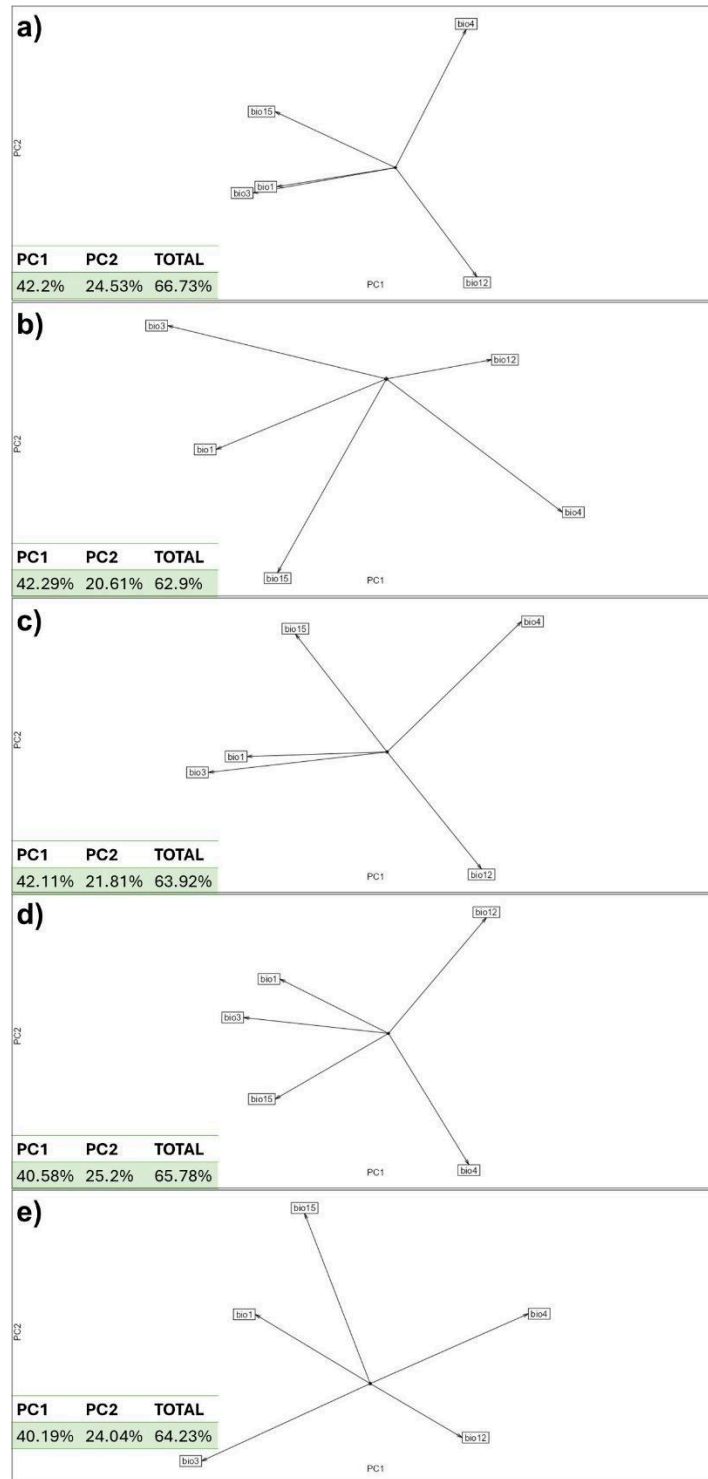 a)
bio4
bio15
PC2
bio1
bio3
PC1 PC2 TOTAL
42.2% 24.53% 66.73%
bio12
PC1
b)
bio3
bio12
PC2
bio1
bio4
PC1 PC2 TOTAL
42.29% 20.61% 62.9%
bio15
PC1
c)
bio15
bio4
PC2
bio1
bio3
PC1 PC2 TOTAL
42.11% 21.81% 63.92%
bio12
PC1
d)
bio12
bio1
bio3
PC2
bio15
PC1 PC2 TOTAL
40.58% 25.2% 65.78%
bio4
PC1
e)
bio15
bio1
bio4
PC2
PC1 PC2 TOTAL
40.19% 24.04% 64.23%
bio12
bio3
PC1